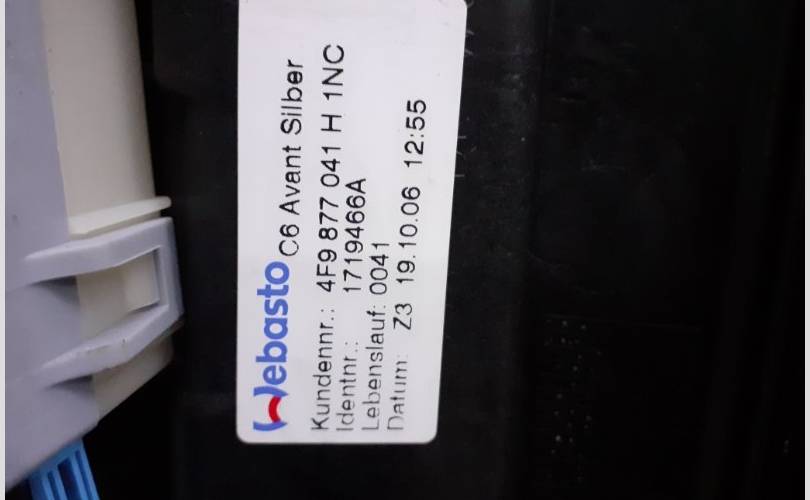 Webasto C6 Avant Silber
Kundennr.: 4F9 877 041 H 1NC
Identnr.: 1719466A
Lebenslauf: 0041
Datum: Z3 19.10.06 12:55